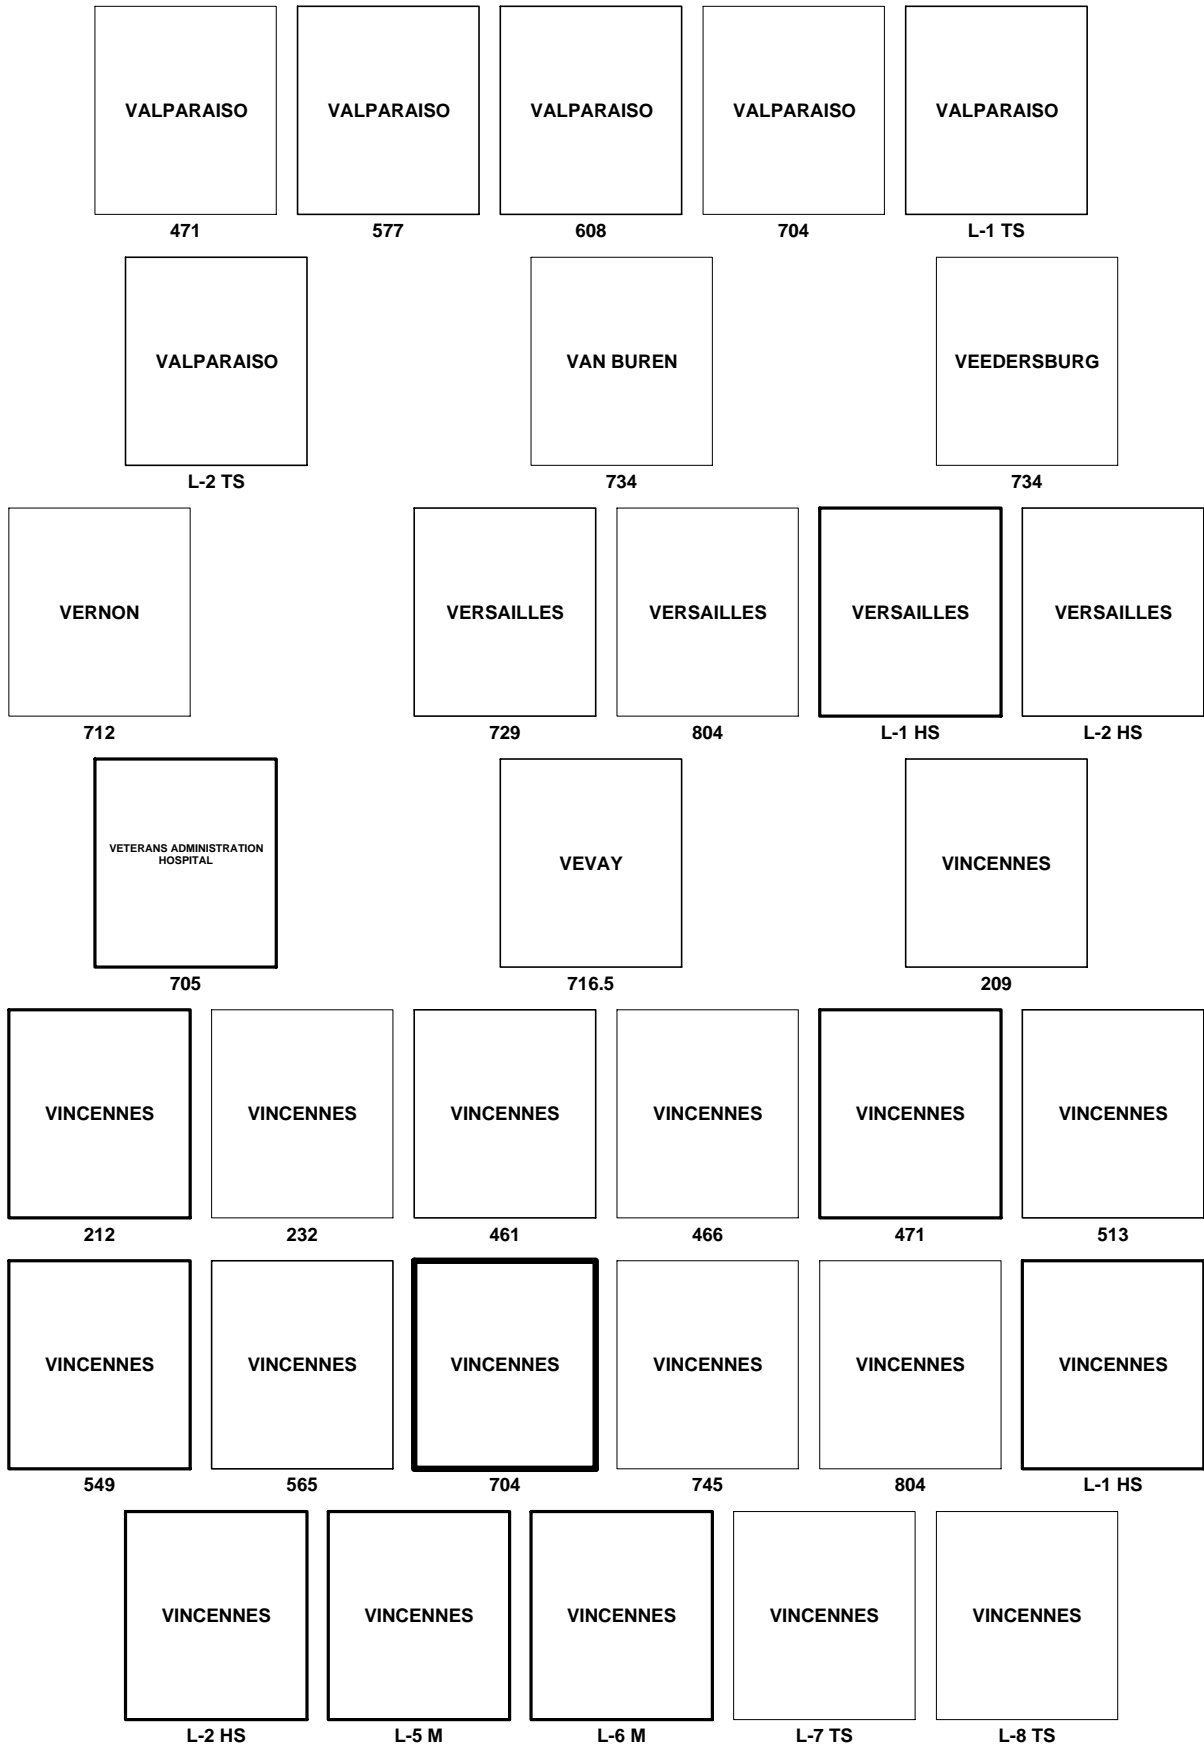 VALPARAISO VALPARAISO VALPARAISO VALPARAISO VALPARAISO
471 577 608 704 L-1 TS
VALPARAISO VAN BUREN VEEDERSBURG
L-2 TS 734 734
VERNON VERSAILLES VERSAILLES VERSAILLES VERSAILLES
712 729 804 L-1 HS L-2 HS
VETERANS ADMINISTRATION
HOSPITAL
VEVAY VINCENNES
705 716.5 209
VINCENNES VINCENNES VINCENNES VINCENNES VINCENNES VINCENNES
212 232 461 466 471 513
VINCENNES VINCENNES VINCENNES VINCENNES VINCENNES VINCENNES
549 565 704 745 804 L-1 HS
VINCENNES VINCENNES VINCENNES VINCENNES VINCENNES
L-2 HS L-5 M L-6 M L-7 TS L-8 TS